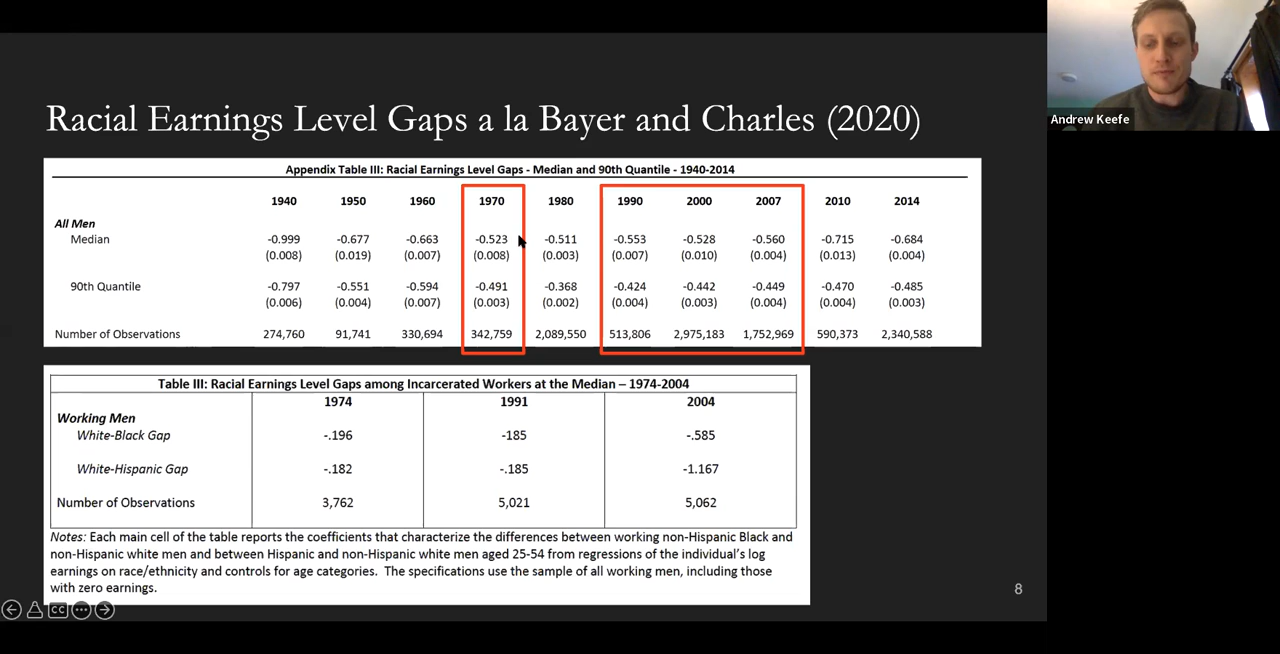 Racial Earnings Level Gaps a la Bayer and Charles (2020)
Andrew Keefe
Appendix Table III: Racial Earnings Level Gaps - Median and 90th Quantile - 1940-2014
1940 1950 1960 1970 1980 1990 2000 2007 2010 2014
All Men
Median -0.999 -0.677 -0.663 -0.523 -0.511 -0.553 -0.528 -0.560 -0.715 -0.684
(0.008) (0.019) (0.007) (0.008) (0.003) (0.007) (0.010) (0.004) (0.013) (0.004)
90th Quantile -0.797 -0.551 -0.594 -0.491 -0.368 -0.424 -0.442 -0.449 -0.470 -0.485
(0.006) (0.004) (0.007) (0.003) (0.002) (0.004) (0.003) (0.004) (0.004) (0.003)
Number of Observations 274,760 91,741 330,694 342,759 2,089,550 513,806 2,975,183 1,752,969 590,373 2,340,588
Table III: Racial Earnings Level Gaps among Incarcerated Workers at the Median – 1974-2004
1974 1991 2004
Working Men
White-Black Gap -.196 -185 -.585
White-Hispanic Gap -.182 -.185 -1.167
Number of Observations 3,762 5,021 5,062
Notes: Each main cell of the table reports the coefficients that characterize the differences between working non-Hispanic Black and
non-Hispanic white men and between Hispanic and non-Hispanic white men aged 25-54 from regressions of the individual's log
earnings on race/ethnicity and controls for age categories. The specifications use the sample of all working men, including those
with zero earnings.
8
CC